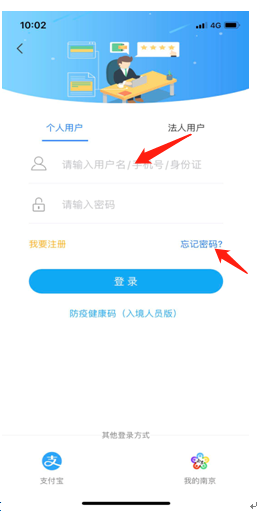 10:02
4G
个人用户 法人用户
请输入用户名/手机号/身份证
请输入密码
我要注册 忘记密码?
登录
防疫健康码（入境人员版）
其他登录方式
支付宝 我的南京